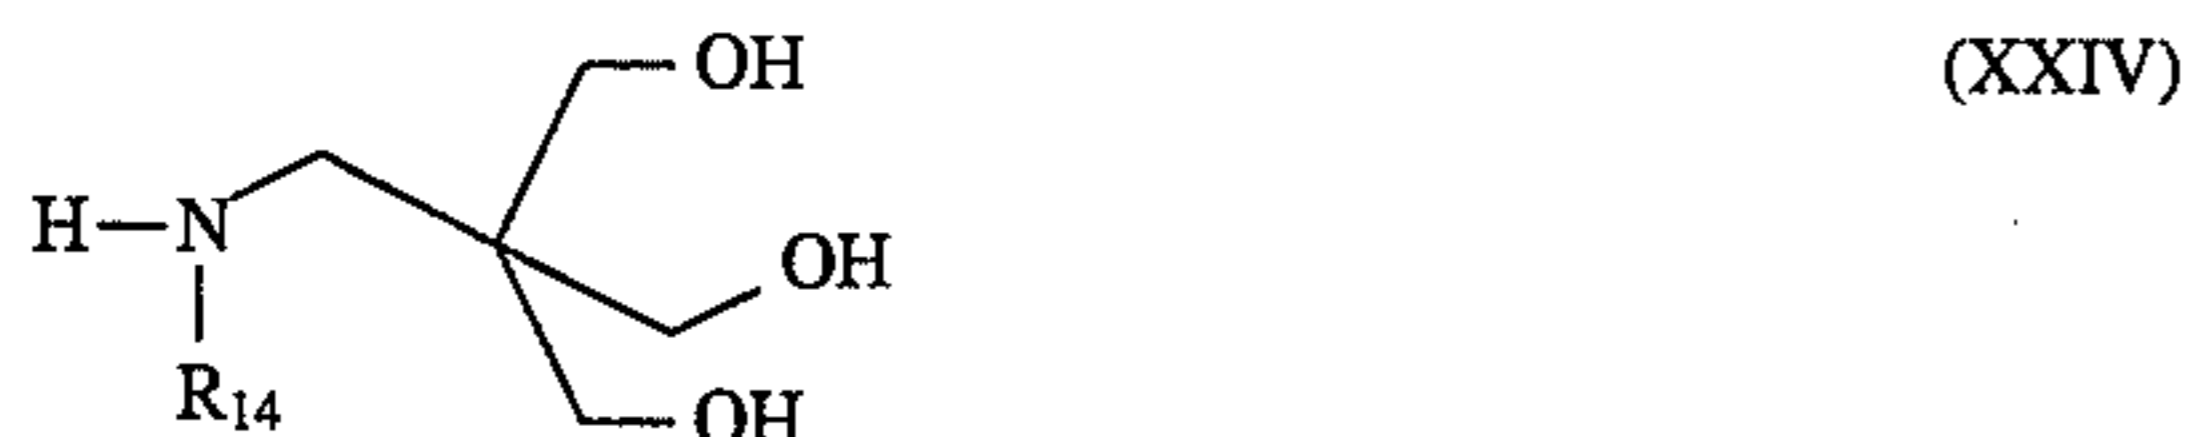 OH (XXIV)
H—N OH
R₁₄ OH